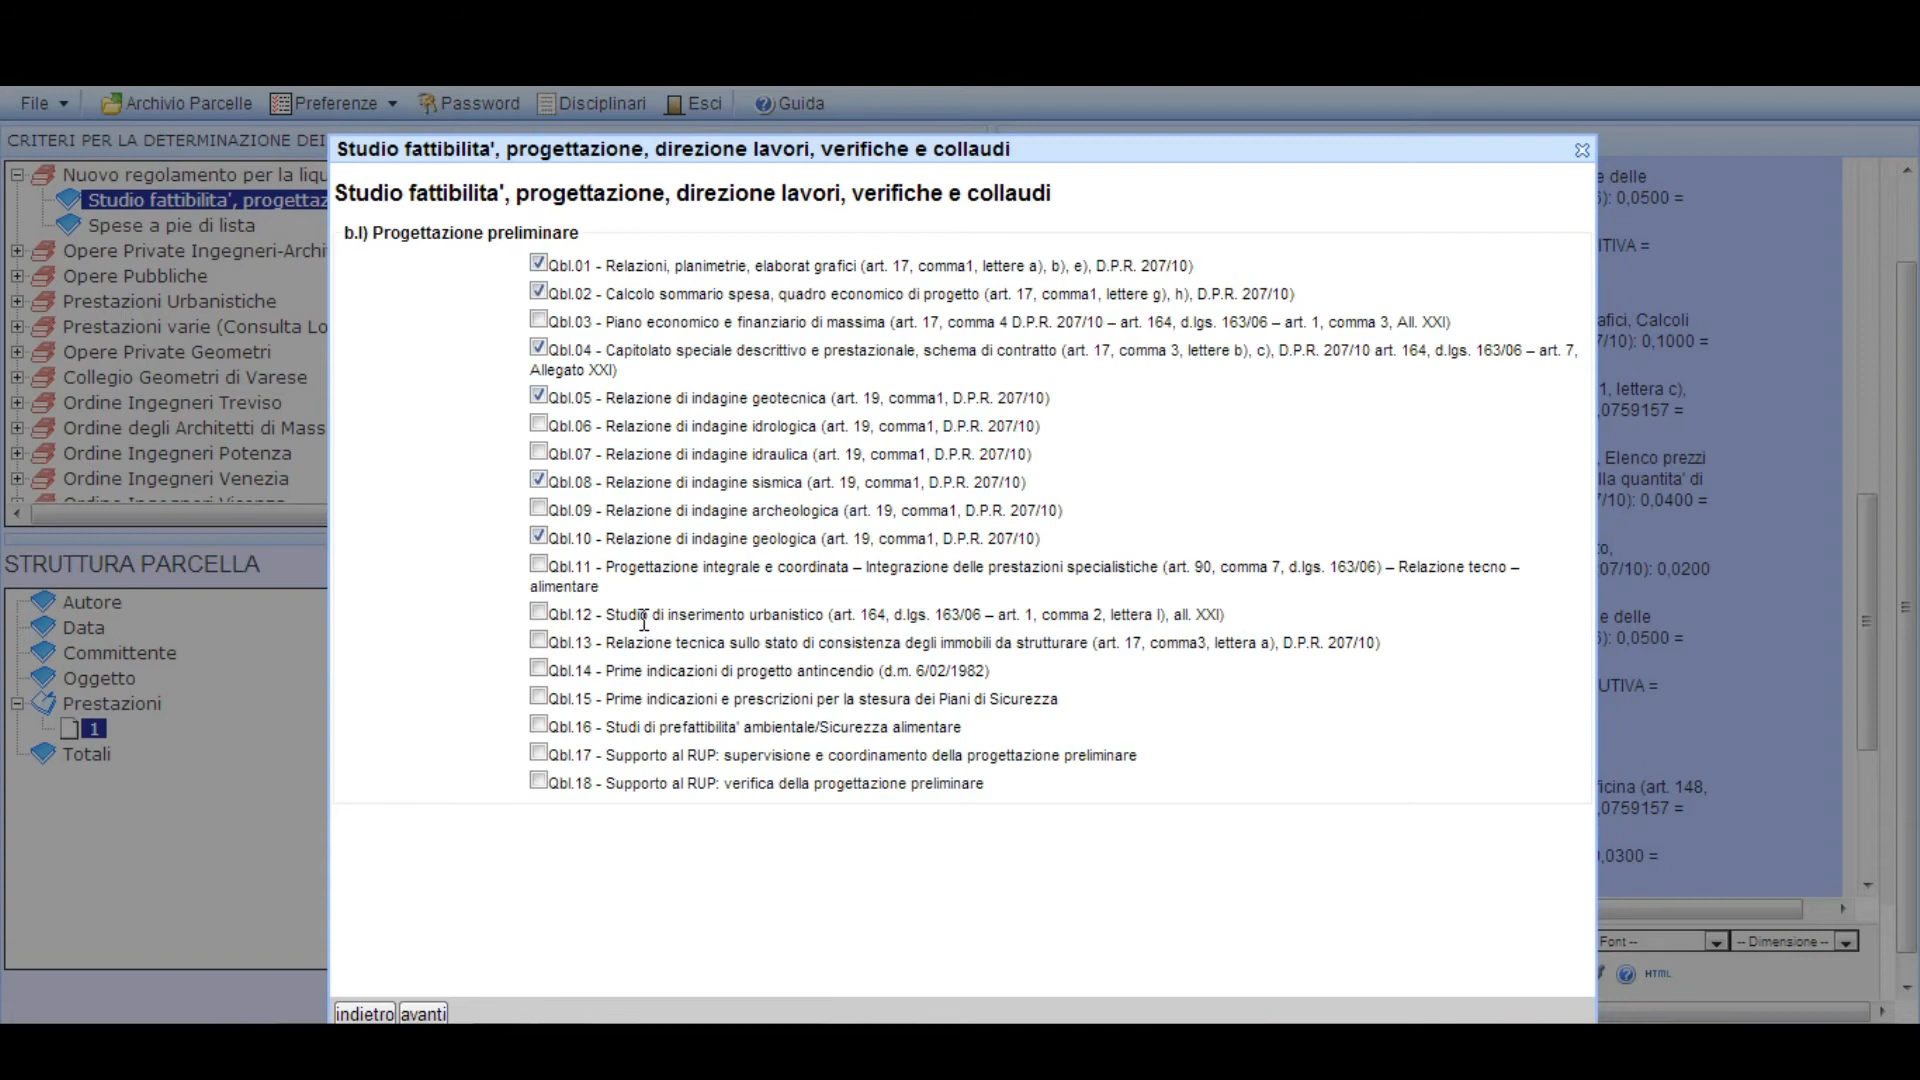 File
Archivio Parcelle
Preferenze
Password
Disciplinari
Esci
Guida
CRITERI PER LA DETERMINAZIONE DEI
Nuovo regolamento per la liqu
Studio fattibilita', progettaz
Spese a pie di lista
Opere Private Ingegneri-Archi
Opere Pubbliche
Prestazioni Urbanistiche
Prestazioni varie (Consulta Lo
Opere Private Geometri
Collegio Geometri di Varese
Ordine Ingegneri Treviso
Ordine degli Architetti di Mass
Ordine Ingegneri Potenza
Ordine Ingegneri Venezia
STRUTTURA PARCELLA
Autore
Data
Committente
Oggetto
Prestazioni
1
Totali
Studio fattibilita', progettazione, direzione lavori, verifiche e collaudi
Studio fattibilita', progettazione, direzione lavori, verifiche e collaudi
b.I) Progettazione preliminare
QbI.01 - Relazioni, planimetrie, elaborat grafici (art. 17, comma1, lettere a), b), e), D.P.R. 207/10)
QbI.02 - Calcolo sommario spesa, quadro economico di progetto (art. 17, comma1, lettere g), h), D.P.R. 207/10)
QbI.03 - Piano economico e finanziario di massima (art. 17, comma 4 D.P.R. 207/10 – art. 164, d.lgs. 163/06 – art. 1, comma 3, All. XXI)
QbI.04 - Capitolato speciale descrittivo e prestazionale, schema di contratto (art. 17, comma 3, lettere b), c), D.P.R. 207/10 art. 164, d.lgs. 163/06 – art. 7,
Allegato XXI)
QbI.05 - Relazione di indagine geotecnica (art. 19, comma1, D.P.R. 207/10)
QbI.06 - Relazione di indagine idrologica (art. 19, comma1, D.P.R. 207/10)
QbI.07 - Relazione di indagine idraulica (art. 19, comma1, D.P.R. 207/10)
QbI.08 - Relazione di indagine sismica (art. 19, comma1, D.P.R. 207/10)
QbI.09 - Relazione di indagine archeologica (art. 19, comma1, D.P.R. 207/10)
QbI.10 - Relazione di indagine geologica (art. 19, comma1, D.P.R. 207/10)
QbI.11 - Progettazione integrale e coordinata – Integrazione delle prestazioni specialistiche (art. 90, comma 7, d.lgs. 163/06) – Relazione tecno –
alimentare
QbI.12 - Studio di inserimento urbanistico (art. 164, d.lgs. 163/06 – art. 1, comma 2, lettera l), all. XXI)
QbI.13 - Relazione tecnica sullo stato di consistenza degli immobili da strutturare (art. 17, comma3, lettera a), D.P.R. 207/10)
QbI.14 - Prime indicazioni di progetto antincendio (d.m. 6/02/1982)
QbI.15 - Prime indicazioni e prescrizioni per la stesura dei Piani di Sicurezza
QbI.16 - Studi di prefattibilita' ambientale/Sicurezza alimentare
QbI.17 - Supporto al RUP: supervisione e coordinamento della progettazione preliminare
QbI.18 - Supporto al RUP: verifica della progettazione preliminare
indietro
avanti
e delle
): 0,0500 =
ITIVA =
afici, Calcoli
/10): 0,1000 =
1, lettera c),
,0759157 =
, Elenco prezzi
lla quantita' di
/10): 0,0400 =
to,
07/10): 0,0200
e delle
): 0,0500 =
UTIVA =
icina (art. 148,
,0759157 =
,0300 =
Font --
-- Dimensione --
HTML